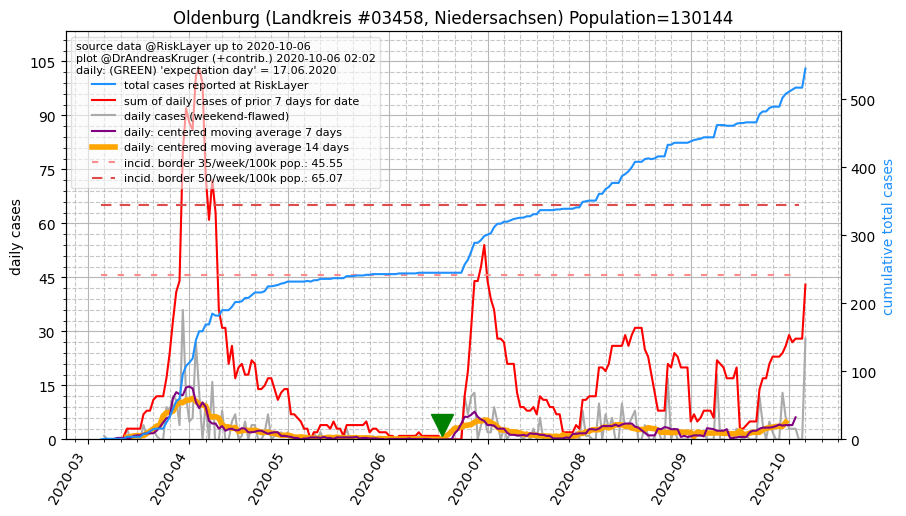 Oldenburg (Landkreis #03458, Niedersachsen) Population=130144
source data @RiskLayer up to 2020-10-06
plot @DrAndreasKruger (+contrib.) 2020-10-06 02:02
daily: (GREEN) 'expectation day' = 17.06.2020
total cases reported at RiskLayer
sum of daily cases of prior 7 days for date
daily cases (weekend-flawed)
daily: centered moving average 7 days
daily: centered moving average 14 days
incid. border 35/week/100k pop.: 45.55
incid. border 50/week/100k pop.: 65.07
daily cases
105
90
75
60
45
30
15
0
cumulative total cases
500
400
300
200
100
0
2020-03
2020-04
2020-05
2020-06
2020-07
2020-08
2020-09
2020-10